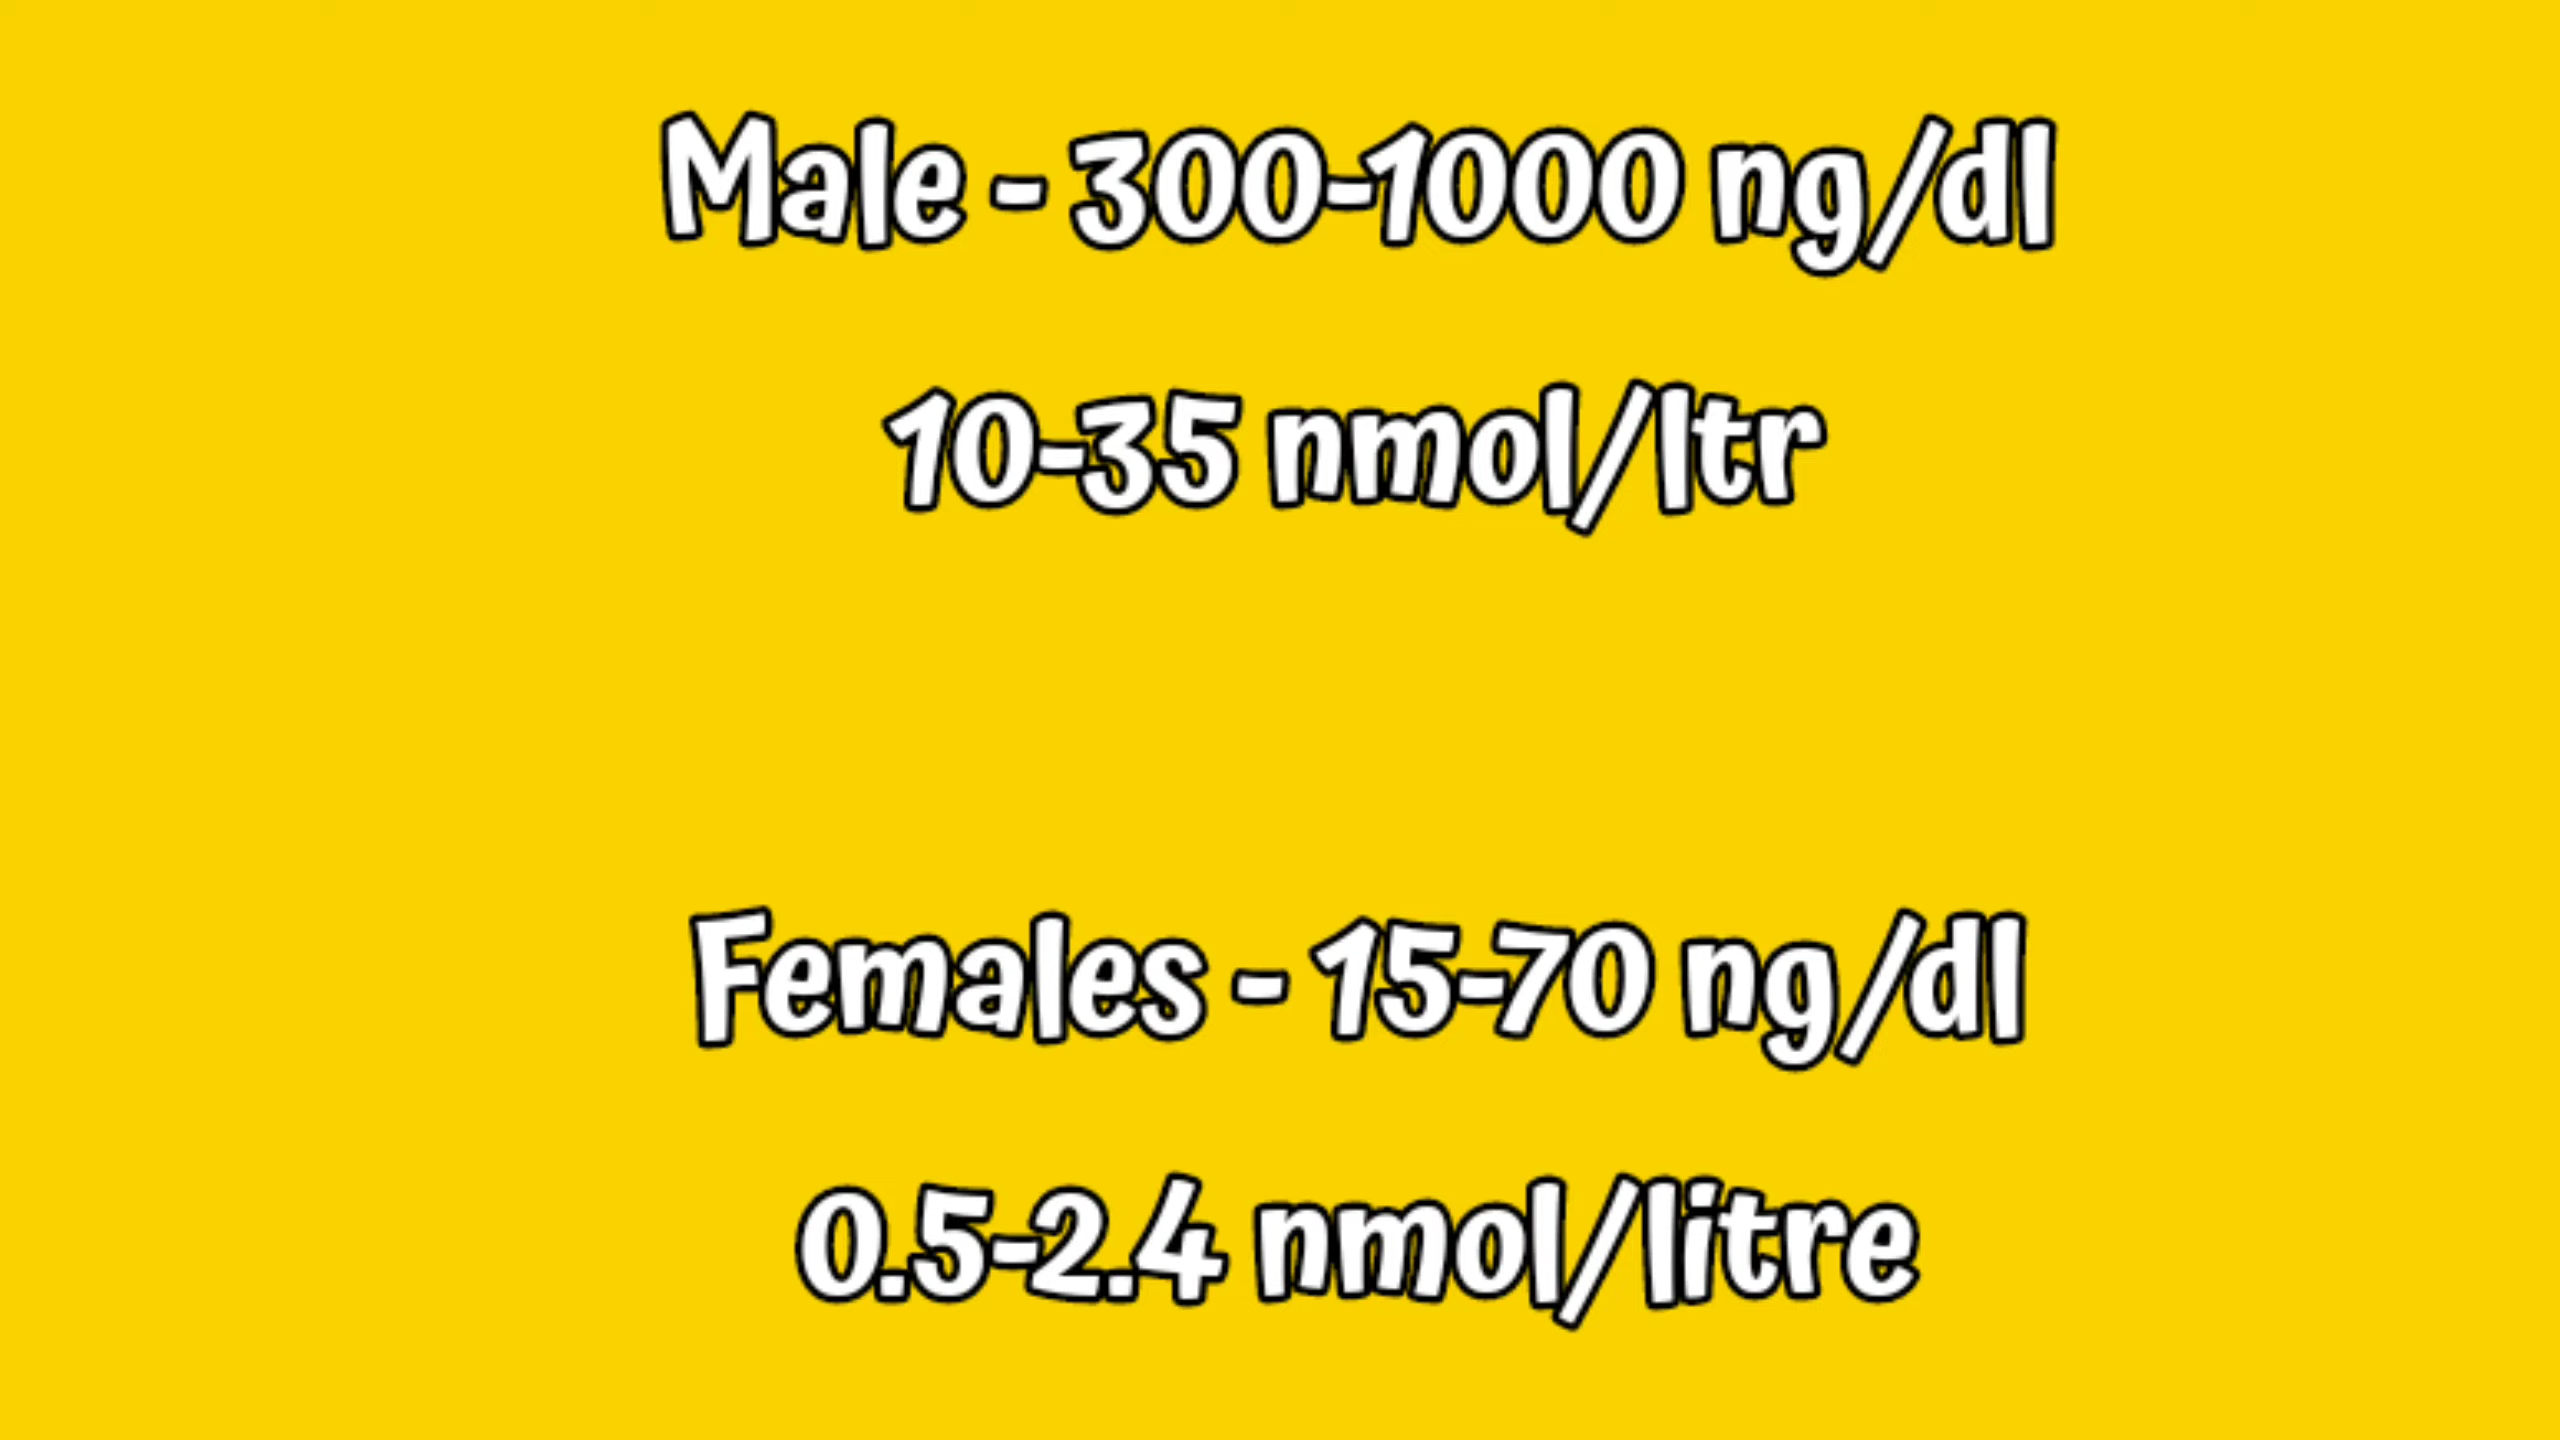 Male - 300-1000 ng/dl
10-35 nmol/ltr
Females - 15-70 ng/dl
0.5-2.4 nmol/litre